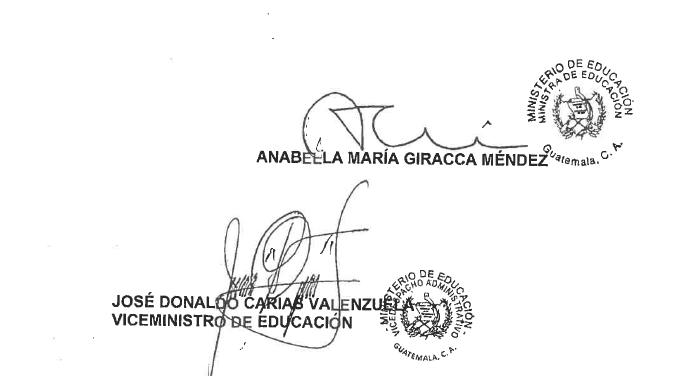 MINISTERIO DE EDUCACIÓN
MINISTRA DE EDUCACIÓN
Guatemala, C. A.
ANABELLA MARÍA GIRACCA MÉNDEZ
JOSÉ DONALDO CARIAS VALENZUELA
VICEMINISTRO DE EDUCACIÓN
MINISTERIO DE EDUCACIÓN
VICEDESPACHO ADMINISTRATIVO
GUATEMALA, C. A.